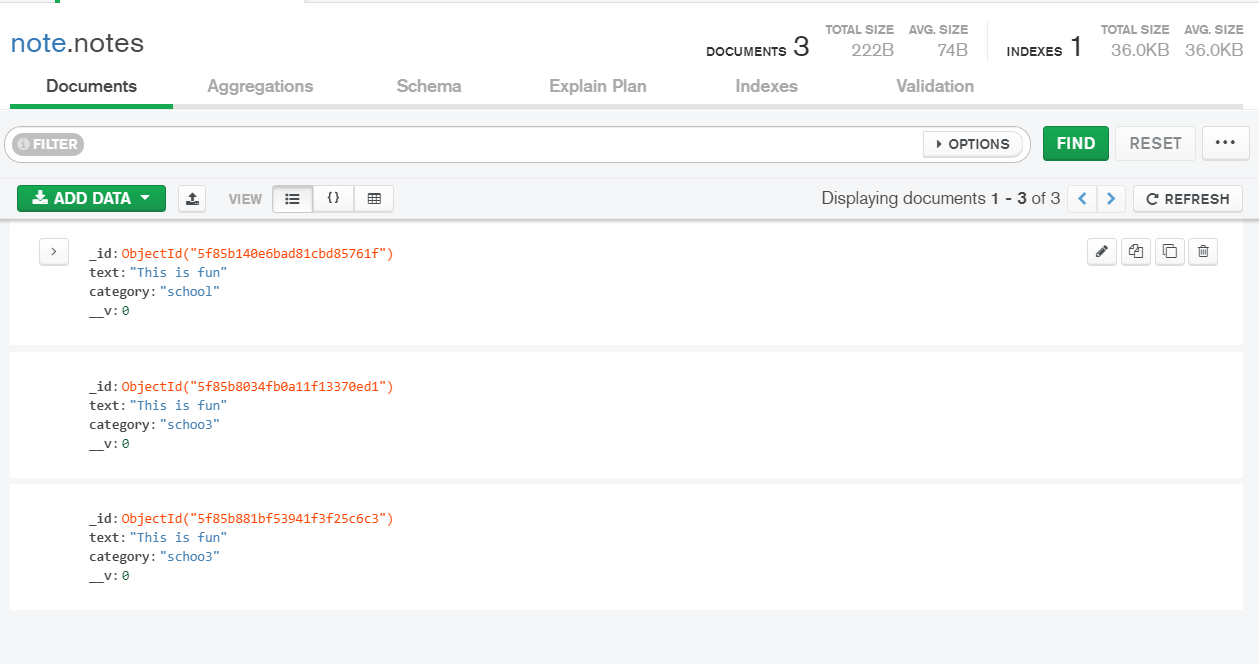 note.notes
DOCUMENTS 3
TOTAL SIZE
222B
AVG. SIZE
74B
INDEXES 1
TOTAL SIZE
36.0KB
AVG. SIZE
36.0KB
Documents
Aggregations
Schema
Explain Plan
Indexes
Validation
FILTER
OPTIONS
FIND
RESET
ADD DATA
VIEW
{}
Displaying documents 1 - 3 of 3
REFRESH
_id: ObjectId("5f85b140e6bad81cbd85761f")
text: "This is fun"
category: "school"
__v: 0
_id: ObjectId("5f85b8034fb0a11f13370ed1")
text: "This is fun"
category: "schoo3"
__v: 0
_id: ObjectId("5f85b881bf53941f3f25c6c3")
text: "This is fun"
category: "schoo3"
__v: 0